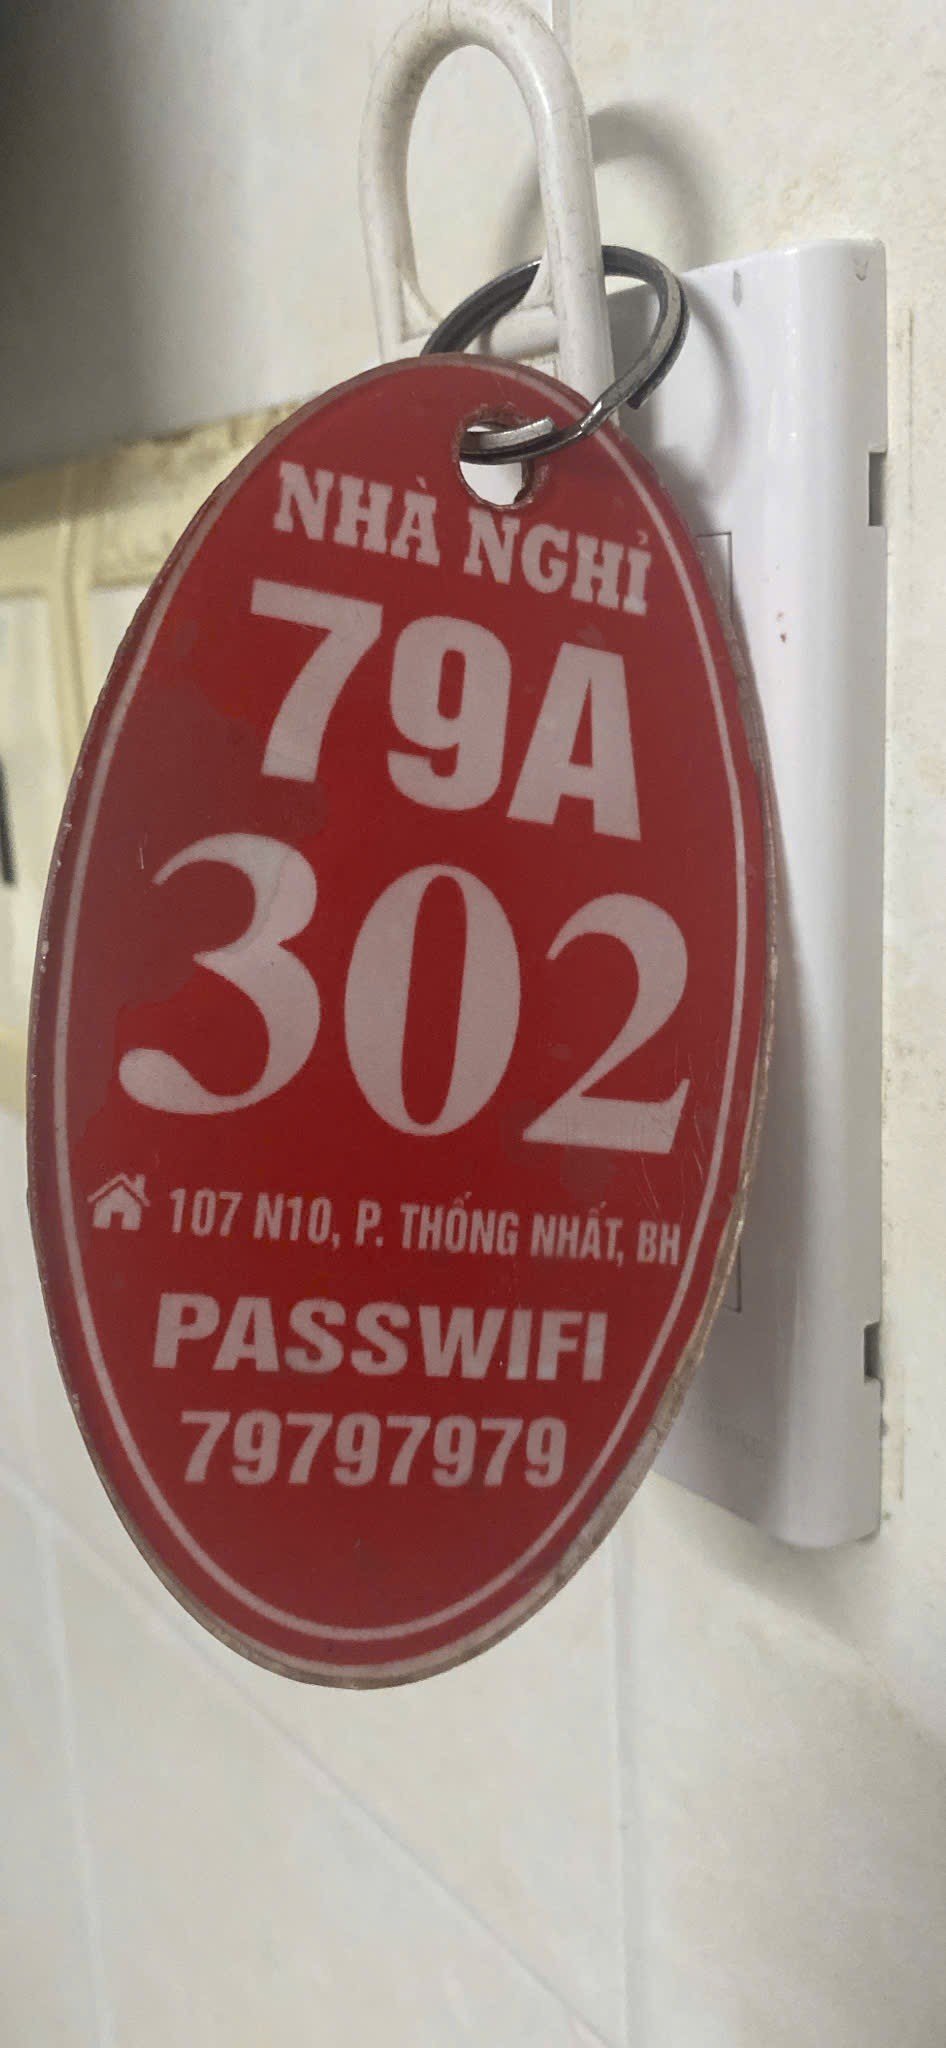 NHÀ NGHỈ
79A
302
107 N10, P. THỐNG NHẤT, BH
PASSWIFI
79797979